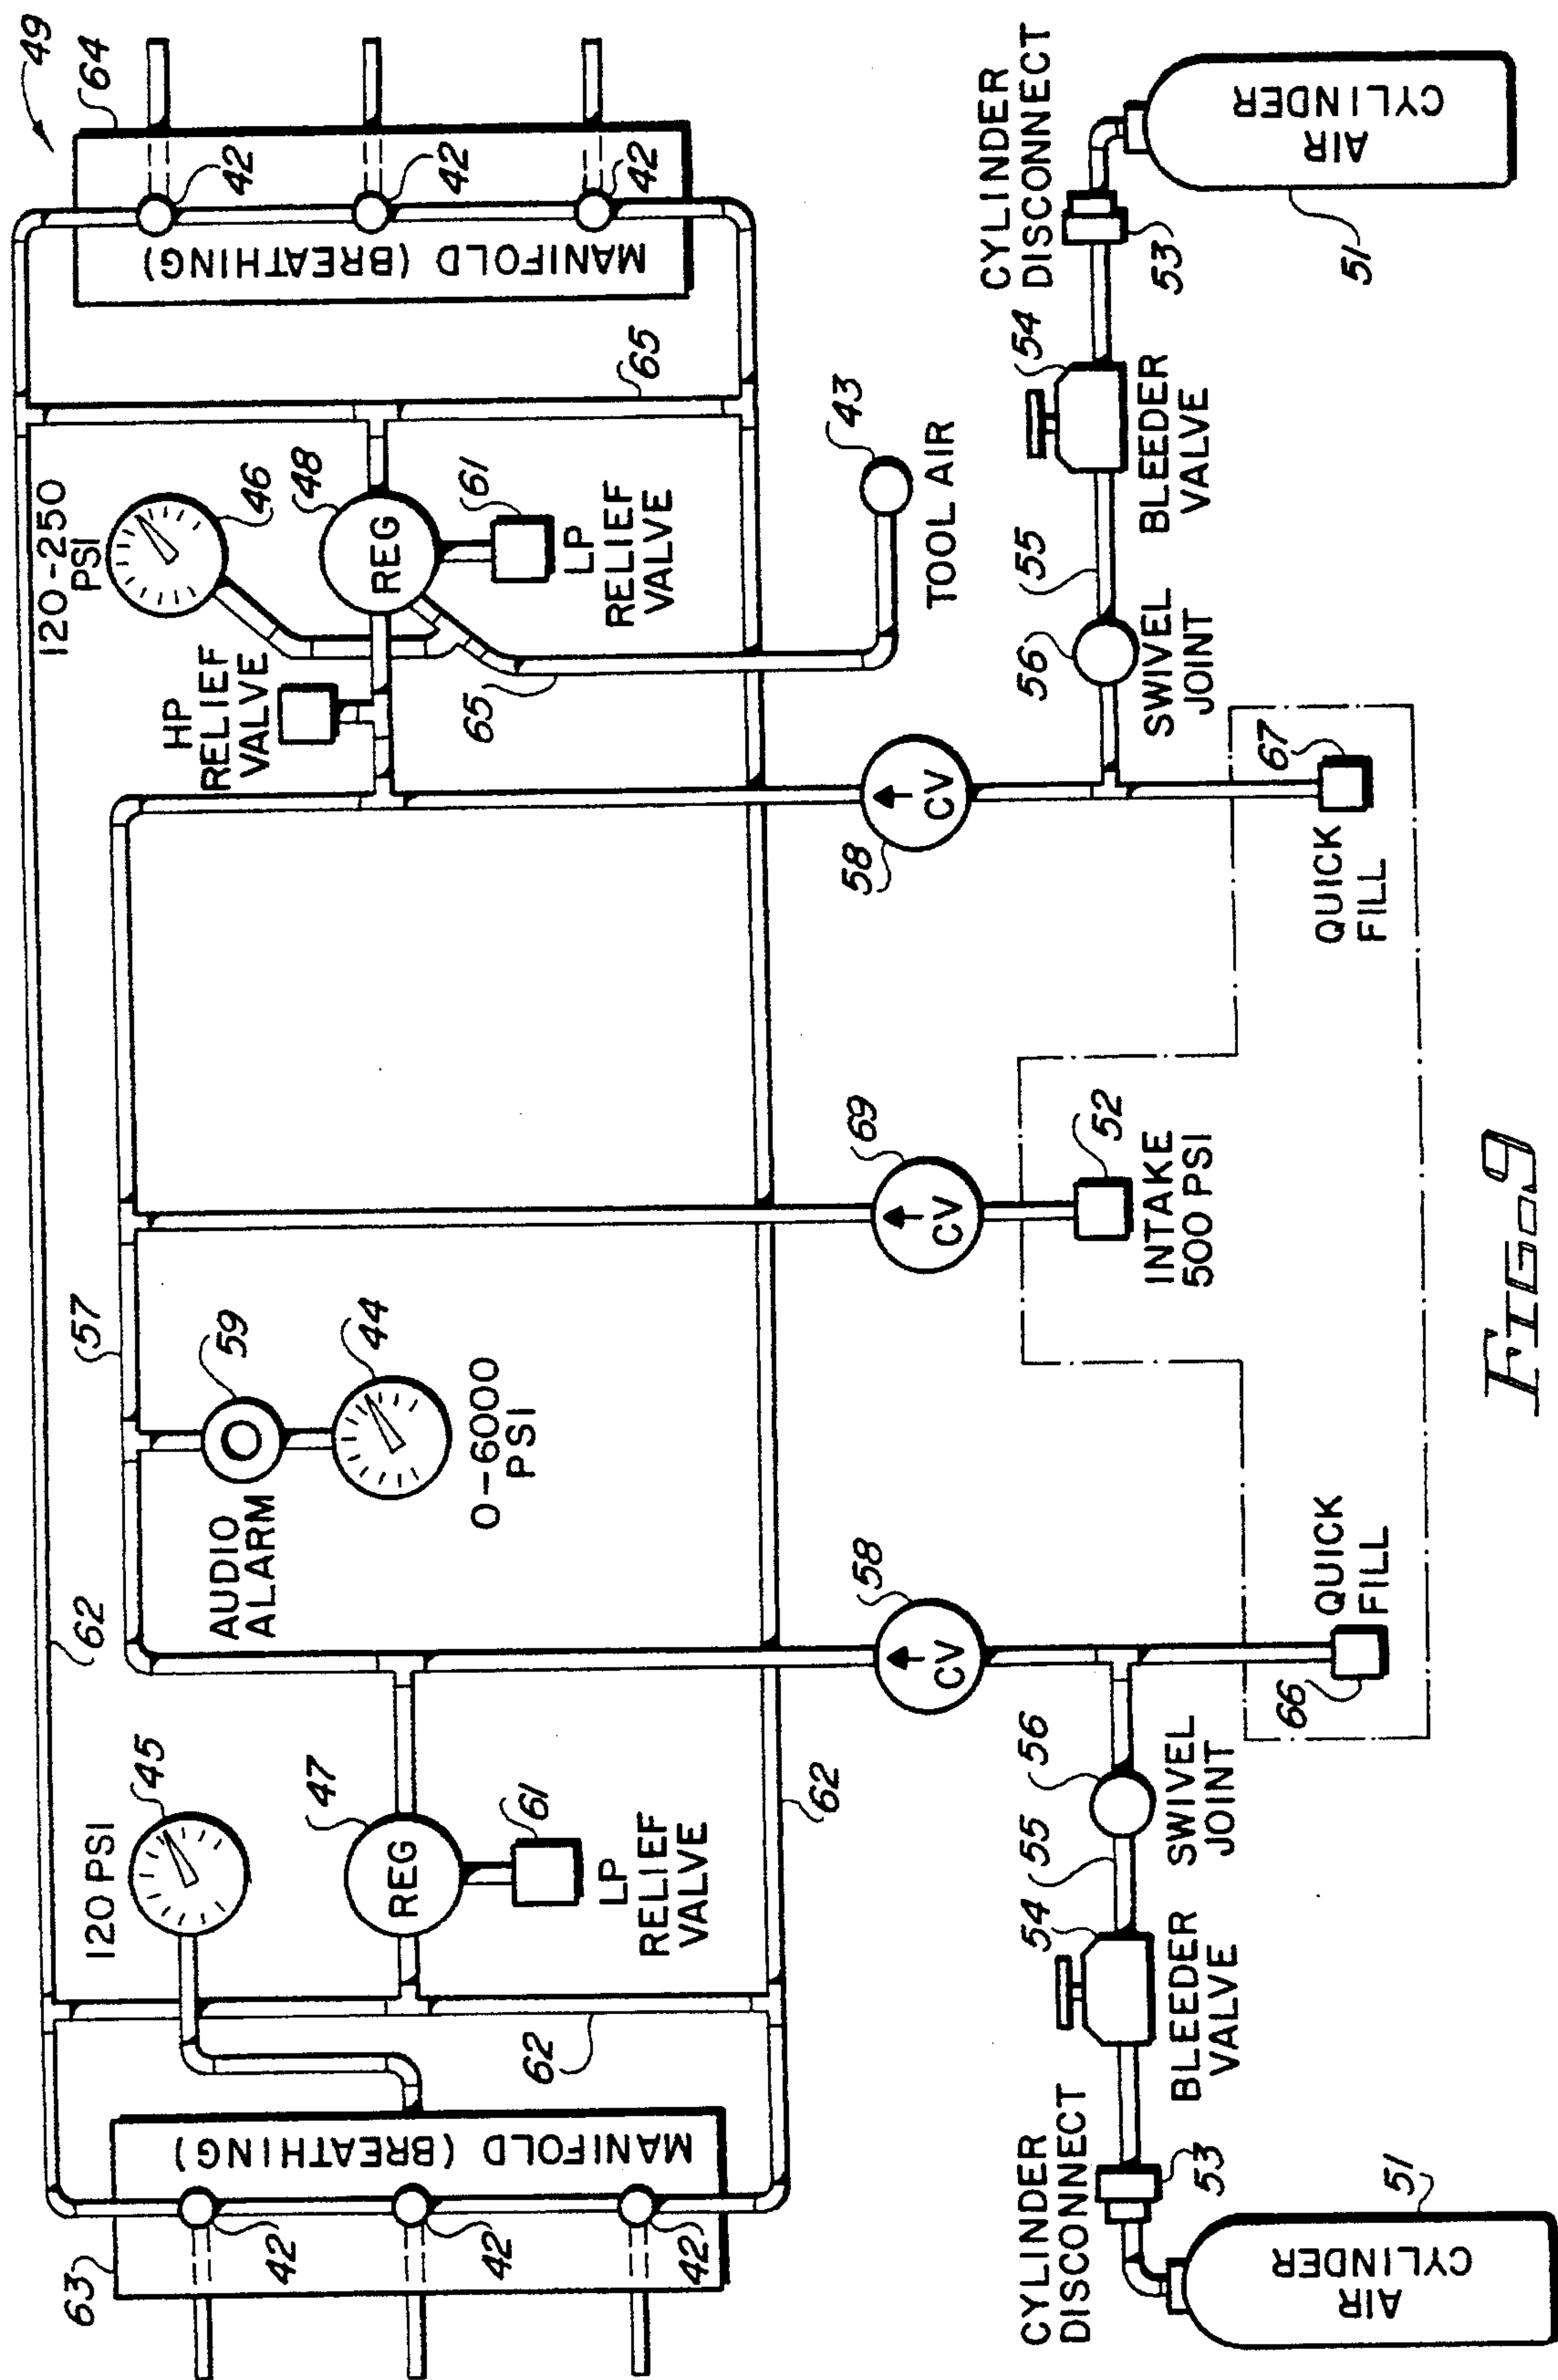 49
64
42
42
42
MANIFOLD (BREATHING)
65
120-250
PSI
46
48
REG
61
LP
RELIEF
VALVE
HP
RELIEF
VALVE
65
43
TOOL AIR
CYLINDER
DISCONNECT
53
AIR
CYLINDER
51
54
BLEEDER
VALVE
55
56
SWIVEL
JOINT
58
CV
67
QUICK
FILL
57
59
44
AUDIO
ALARM
0-6000
PSI
69
CV
52
INTAKE
500 PSI
62
58
CV
QUICK
FILL
66
120 PSI
45
47
REG
61
LP
RELIEF
VALVE
62
62
63
MANIFOLD (BREATHING)
42
42
42
56
SWIVEL
JOINT
55
54
BLEEDER
VALVE
CYLINDER
DISCONNECT
53
51
AIR
CYLINDER
FIG.9